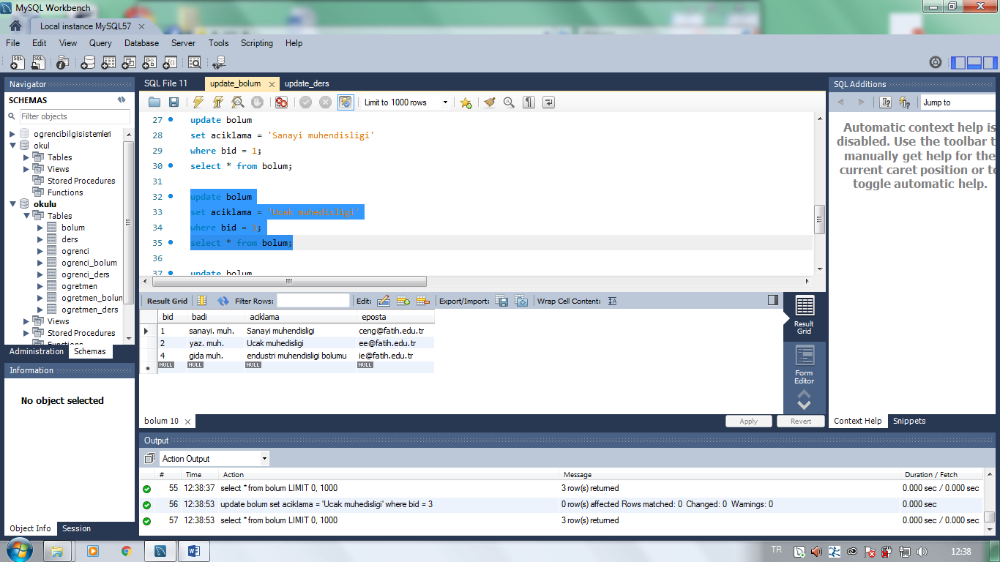 MySQL Workbench
Local instance MySQL57
File Edit View Query Database Server Tools Scripting Help
Navigator
SCHEMAS
Filter objects
ogrencibilgisistemleri
okul
Tables
Views
Stored Procedures
Functions
okulu
Tables
bolum
ders
ogrenci
ogrenci_bolum
ogrenci_ders
ogretmen
ogretmen_bolun
ogretmen_ders
Views
Stored Procedures
Functions
Administration Schemas
Information
No object selected
Object Info Session
SQL File 11 update_bolum update_ders
Limit to 1000 rows
27 update bolum
28 set aciklama = 'Sanayi muhendisligi'
29 where bid = 1;
30 select * from bolum;
31
32 update bolum
33 set aciklama = 'Ucak muhedisligi'
34 where bid = 3;
35 select * from bolum;
36
37 update bolum
Result Grid Filter Rows: Edit: Export/Import: Wrap Cell Content:
bid badi aciklama eposta
1 sanayi. muh. Sanayi muhendisligi ceng@fatih.edu.tr
2 yaz. muh. Ucak muhedisligi ee@fatih.edu.tr
4 gida muh. endustri muhendisligi bolumu ie@fatih.edu.tr
NULL NULL NULL NULL
Result
Grid
Form
Editor
bolum 10 Apply Revert
SQL Additions
Jump to
Automatic context help is
disabled. Use the toolbar t
manually get help for the
current caret position or to
toggle automatic help.
Context Help Snippets
Output
Action Output
# Time Action Message Duration / Fetch
55 12:38:37 select * from bolum LIMIT 0, 1000 3 row(s) returned 0.000 sec / 0.000 sec
56 12:38:53 update bolum set aciklama = 'Ucak muhedisligi' where bid = 3 0 row(s) affected Rows matched: 0 Changed: 0 Warnings: 0 0.000 sec
57 12:38:53 select * from bolum LIMIT 0, 1000 3 row(s) returned 0.000 sec / 0.000 sec
TR 12:38